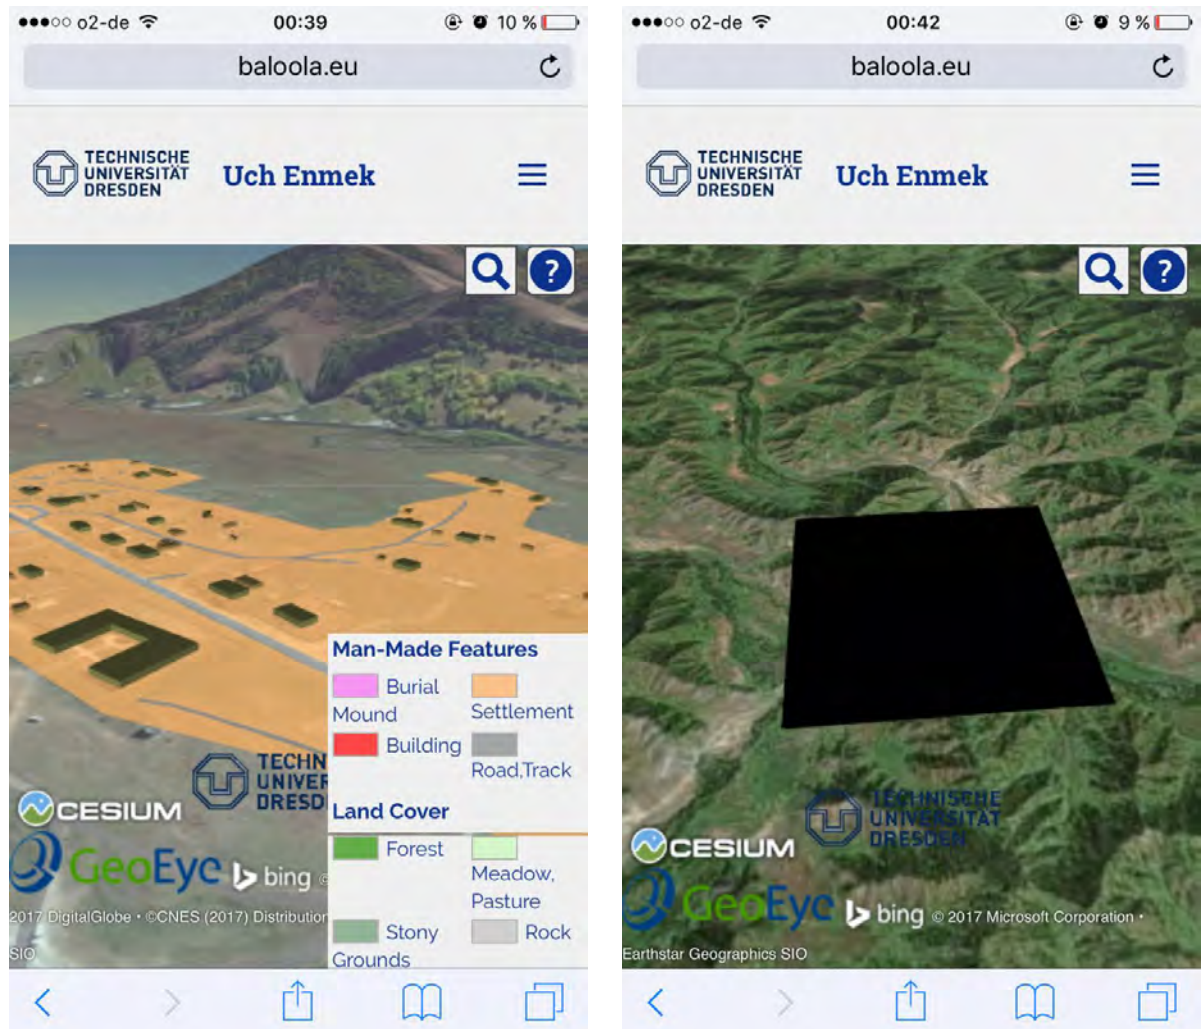 o2-de 00:39 10 %
baloola.eu
TECHNISCHE
UNIVERSITÄT
DRESDEN
Uch Enmek
?
Man-Made Features
Burial
Mound
Settlement
Building
Road,Track
TECHN
UNIVER
DRESD
Land Cover
CESIUM
Forest
Meadow,
Pasture
GeoEye
bing ©
2017 DigitalGlobe • ©CNES (2017) Distribution
Stony
Grounds
Rock
SIO
o2-de 00:42 9 %
baloola.eu
TECHNISCHE
UNIVERSITÄT
DRESDEN
Uch Enmek
?
TECHNISCHE
UNIVERSITÄT
DRESDEN
CESIUM
GeoEye
bing © 2017 Microsoft Corporation •
Earthstar Geographics SIO